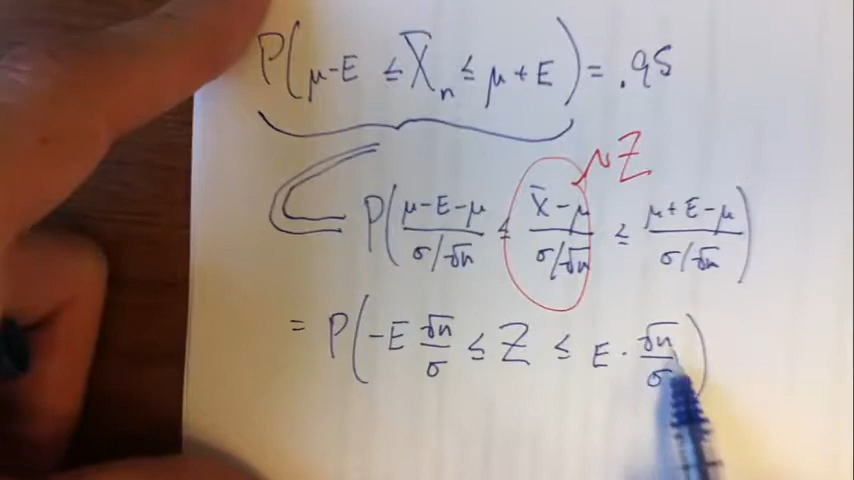 P(μ-E ≤ X̄ₙ ≤ μ+E) = .95
~Z
P((μ-E-μ)/(σ/√n) ≤ (X̄-μ)/(σ/√n) ≤ (μ+E-μ)/(σ/√n))
= P(-E √n/σ ≤ Z ≤ E · √n/σ)